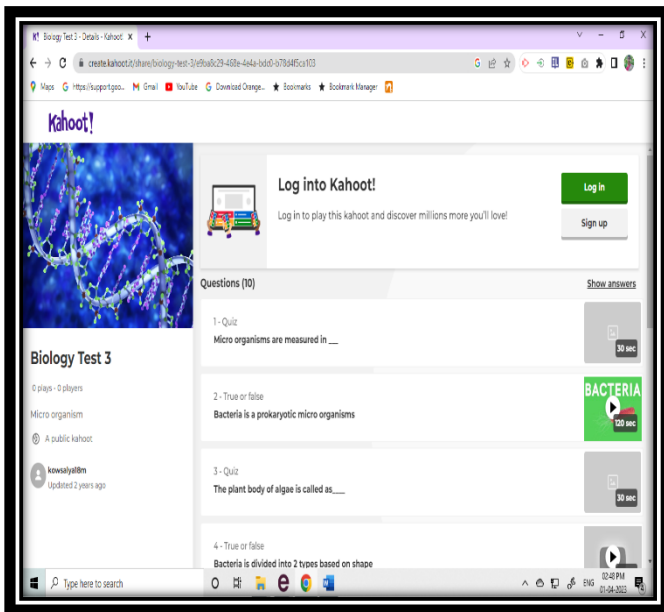 K! Biology Test 3 - Details - Kahoot!
create.kahoot.it/share/biology-test-3/e9ba8c29-468e-4e4a-bdd0-b78d4f5ca103
Maps
Gmail
YouTube
Download Orange...
Bookmarks
Bookmark Manager
Kahoot!
Log into Kahoot!
Log in to play this kahoot and discover millions more you'll love!
Log in
Sign up
Questions (10)
Show answers
1 - Quiz
Micro organisms are measured in __
30 sec
2 - True or false
Bacteria is a prokaryotic micro organisms
BACTERIA
120 sec
3 - Quiz
The plant body of algae is called as___
30 sec
4 - True or false
Bacteria is divided into 2 types based on shape
Biology Test 3
0 plays · 0 players
Micro organism
A public kahoot
kowsalyal8m
Updated 2 years ago
Type here to search
ENG
02:48 PM
01-04-2023